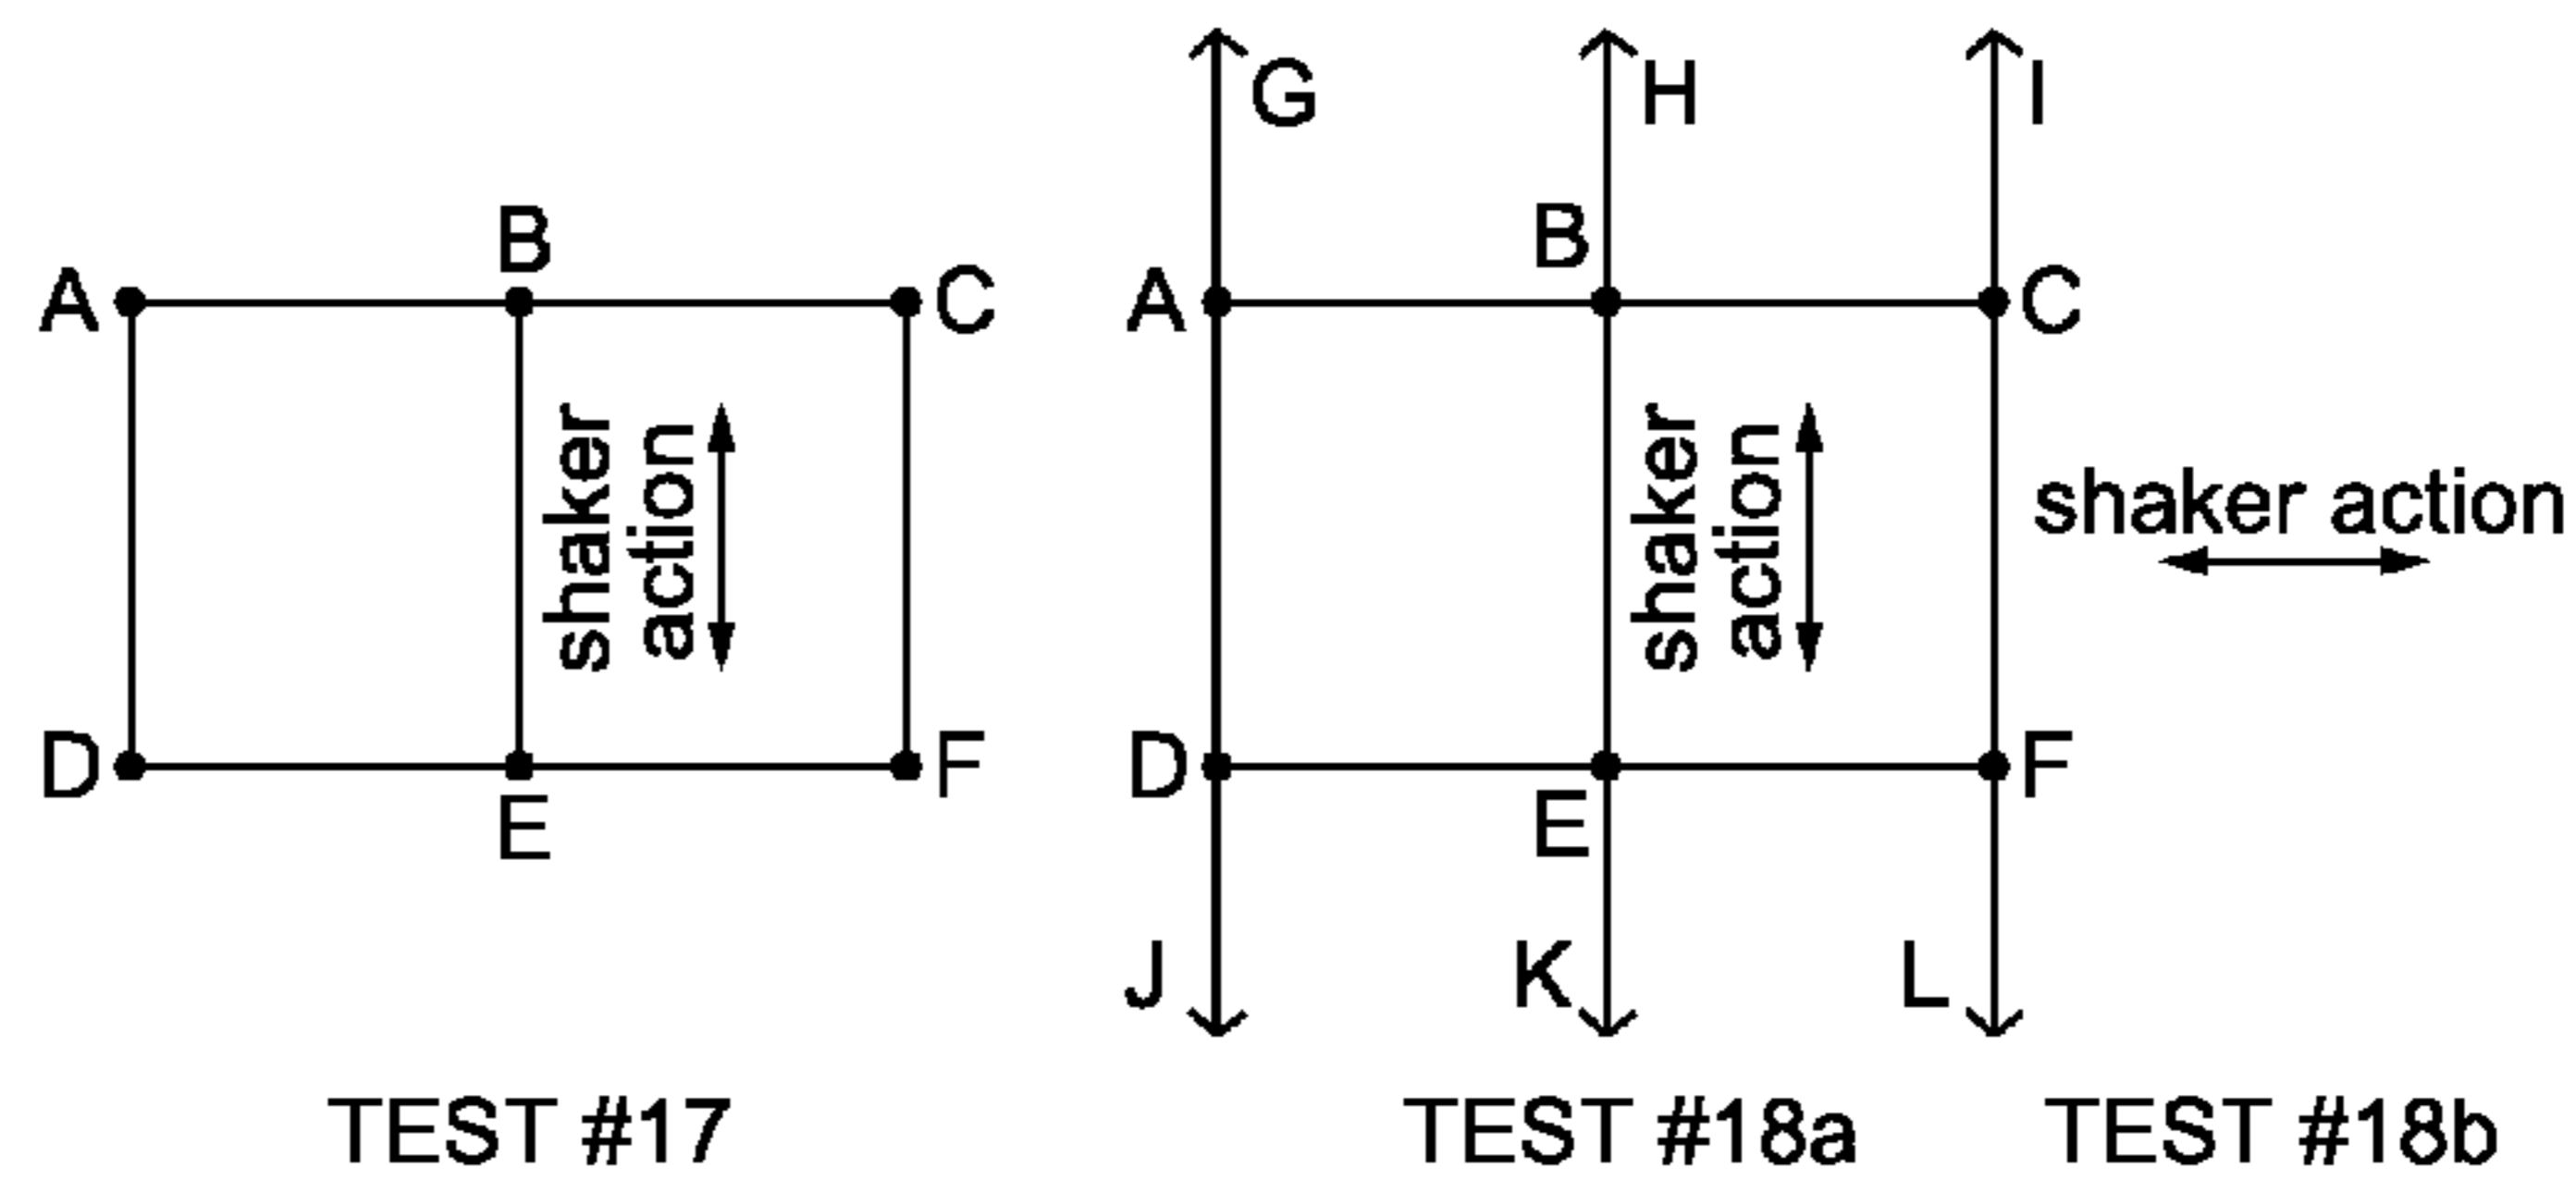 G
H
I
B
B
A
C
A
C
shaker
action
shaker
action
shaker action
D
F
D
F
E
E
J
K
L
TEST #17
TEST #18a
TEST #18b